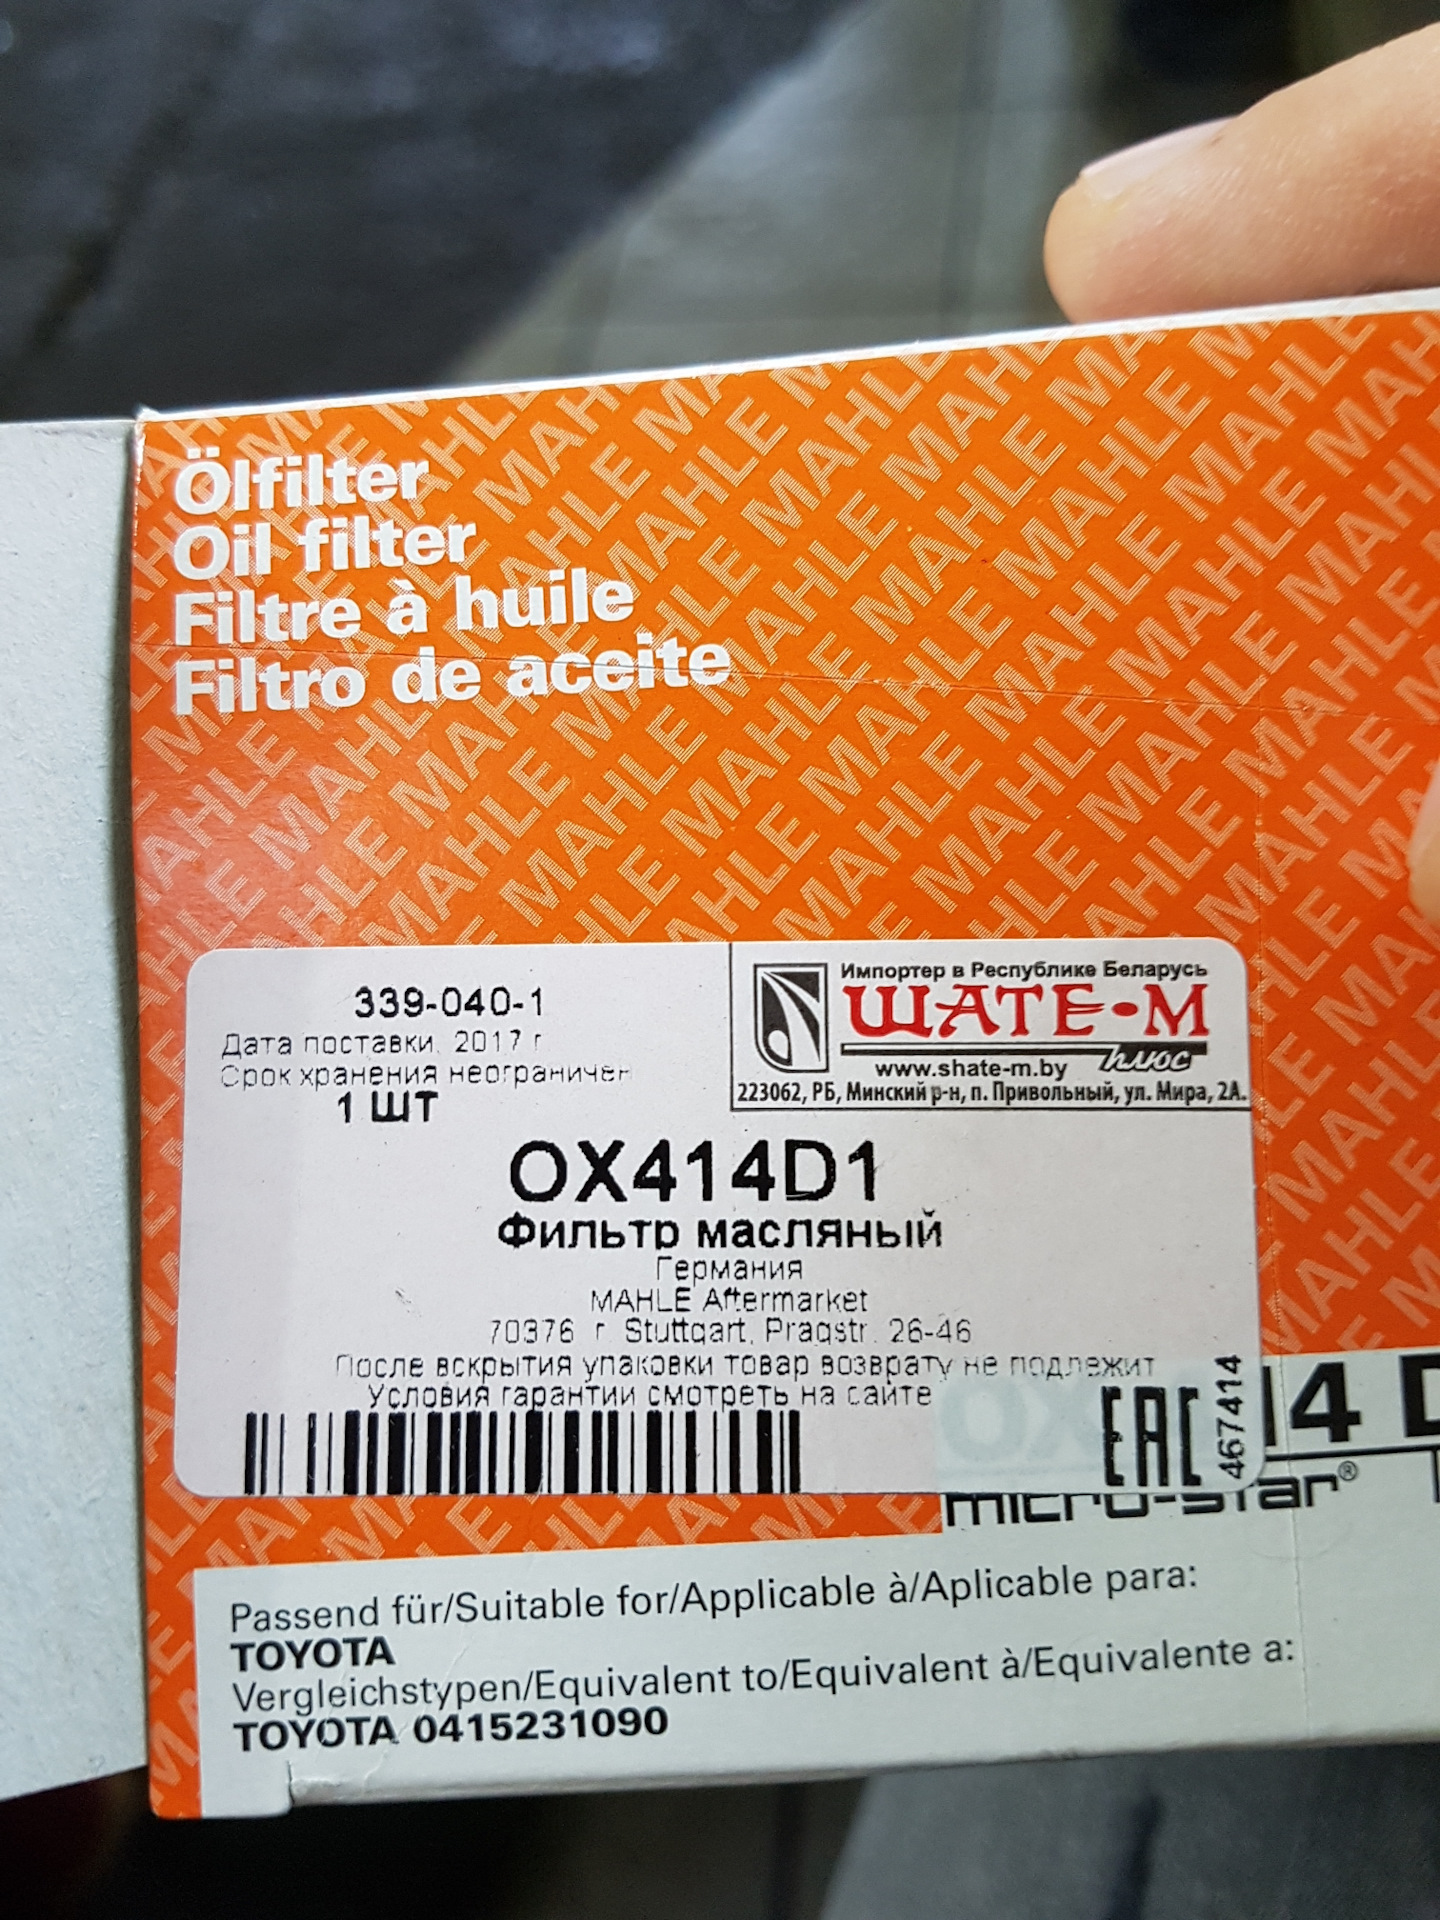 Ölfilter
Oil filter
Filtre à huile
Filtro de aceite
339-040-1
Дата поставки. 2017 г
Срок хранения неограничен
1 ШТ
Импортер в Республике Беларусь
ШАТЕ-М
плюс
www.shate-m.by
223062, РБ, Минский р-н, п. Привольный, ул. Мира, 2А.
OX414D1
Фильтр масляный
Германия
MAHLE Aftermarket
70376 г. Stuttgart, Pragstr. 26-46
После вскрытия упаковки товар возврату не подлежит
Условия гарантии смотреть на сайте
EAC
467414
OX 14 D
micro-star®
Passend für/Suitable for/Applicable à/Aplicable para:
TOYOTA
Vergleichstypen/Equivalent to/Equivalent à/Equivalente a:
TOYOTA 0415231090